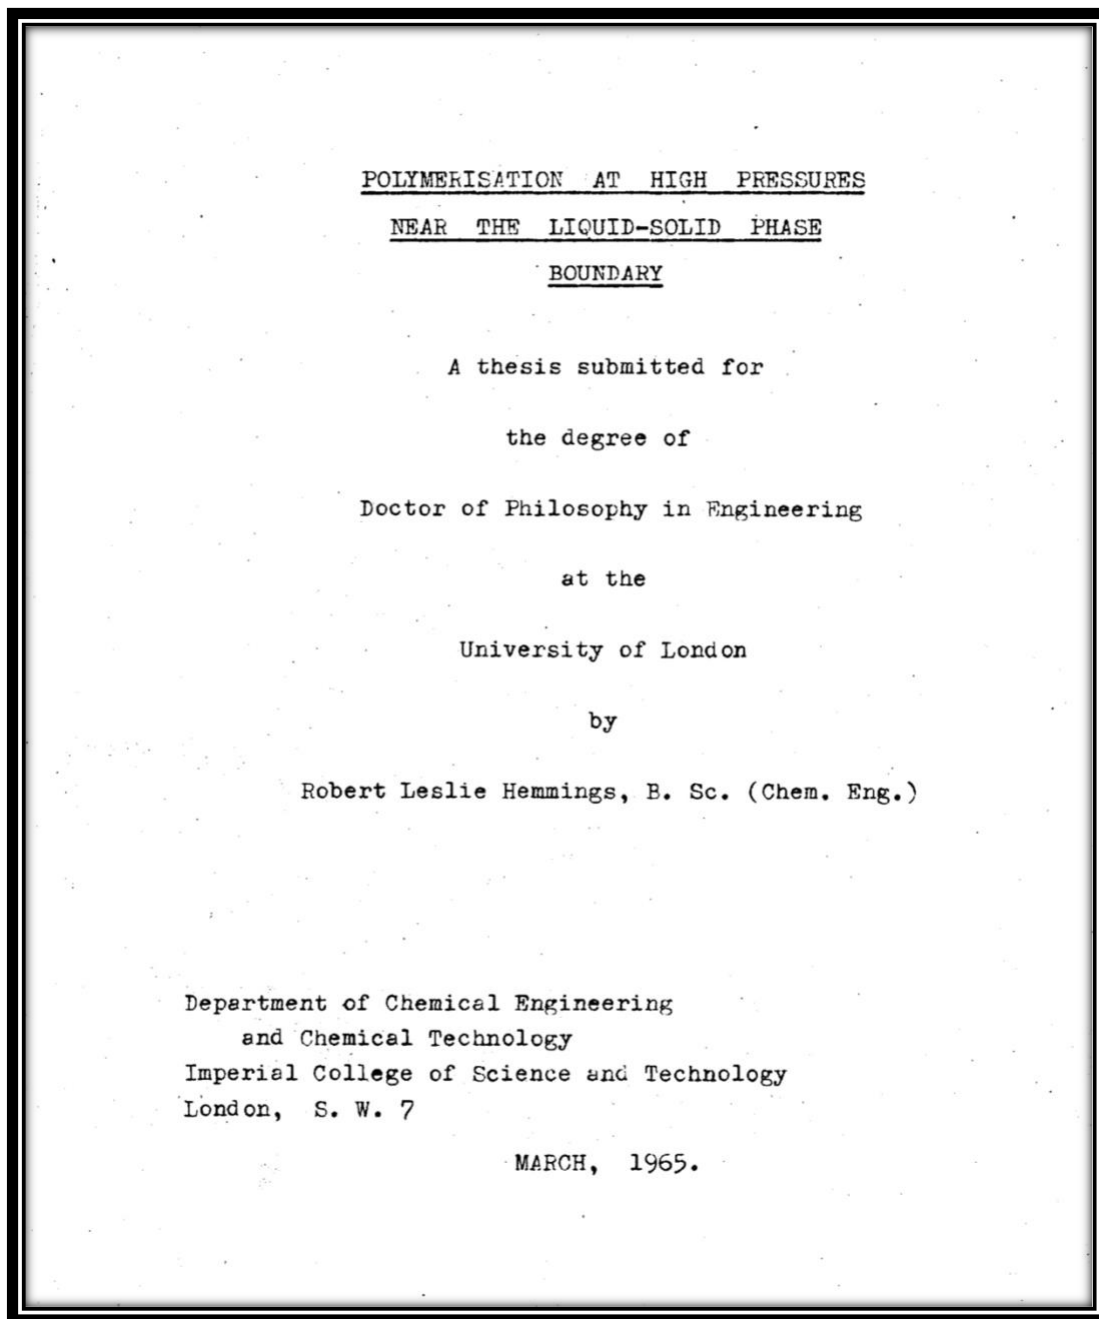 POLYMERISATION AT HIGH PRESSURES
NEAR THE LIQUID-SOLID PHASE
BOUNDARY
A thesis submitted for
the degree of
Doctor of Philosophy in Engineering
at the
University of London
by
Robert Leslie Hemmings, B. Sc. (Chem. Eng.)
Department of Chemical Engineering
and Chemical Technology
Imperial College of Science and Technology
London, S. W. 7
MARCH, 1965.